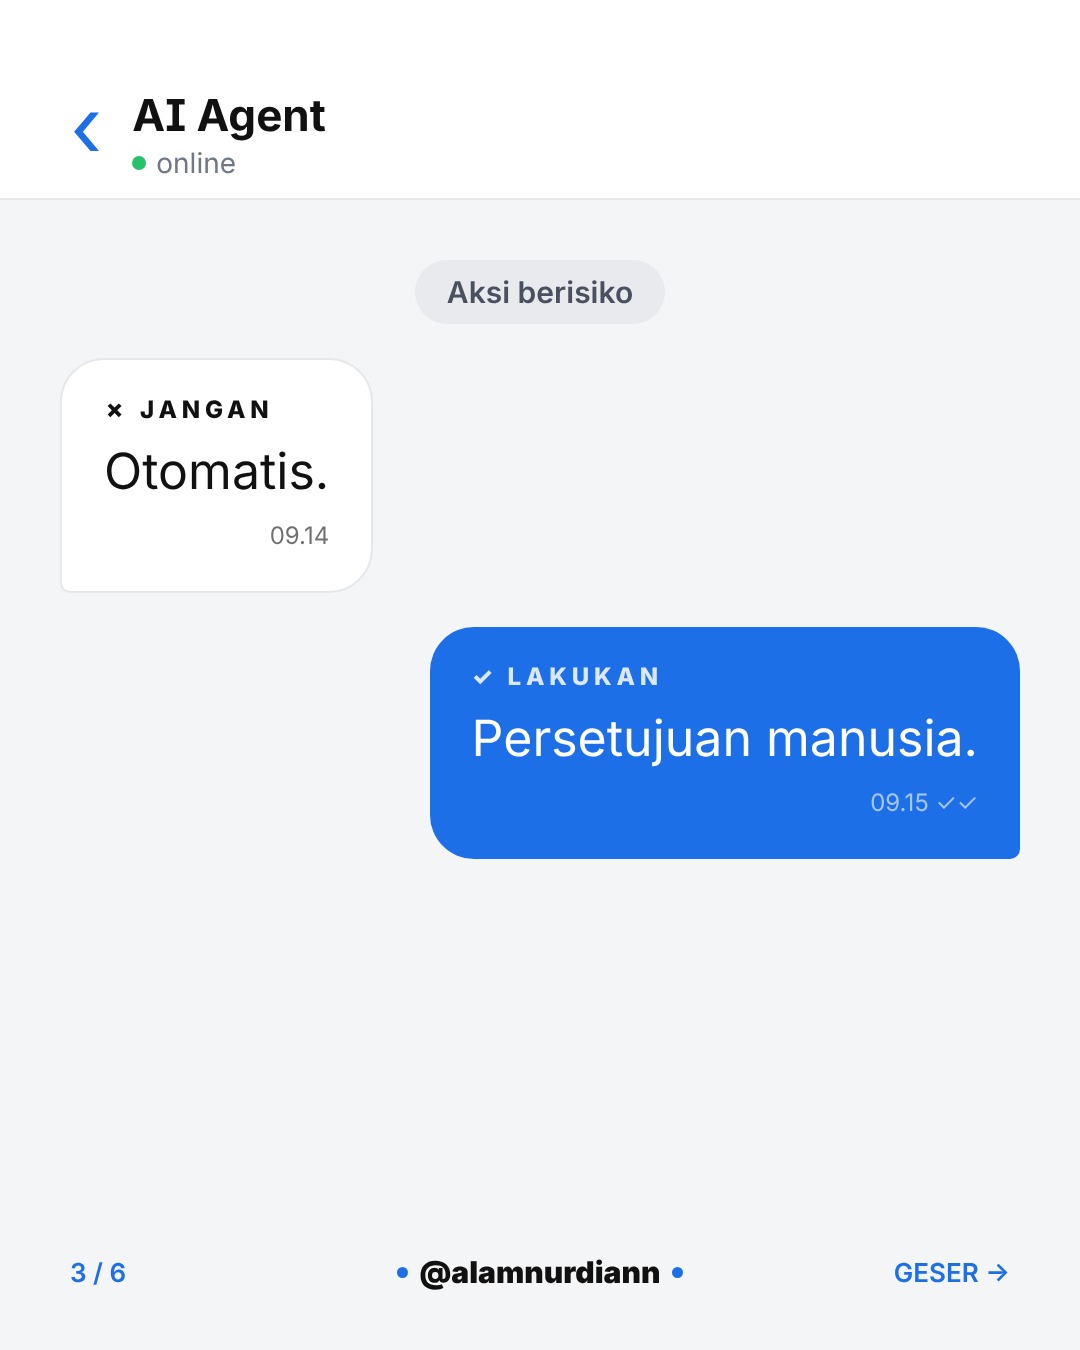 AI Agent
online
Aksi berisiko
× JANGAN
Otomatis.
09.14
✓ LAKUKAN
Persetujuan manusia.
09.15 ✓✓
3 / 6
• @alamnurdiann •
GESER →